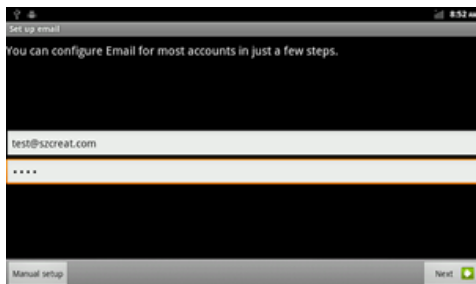 8:52 AM
Set up email
You can configure Email for most accounts in just a few steps.
test@szcreat.com
••••
Manual setup
Next